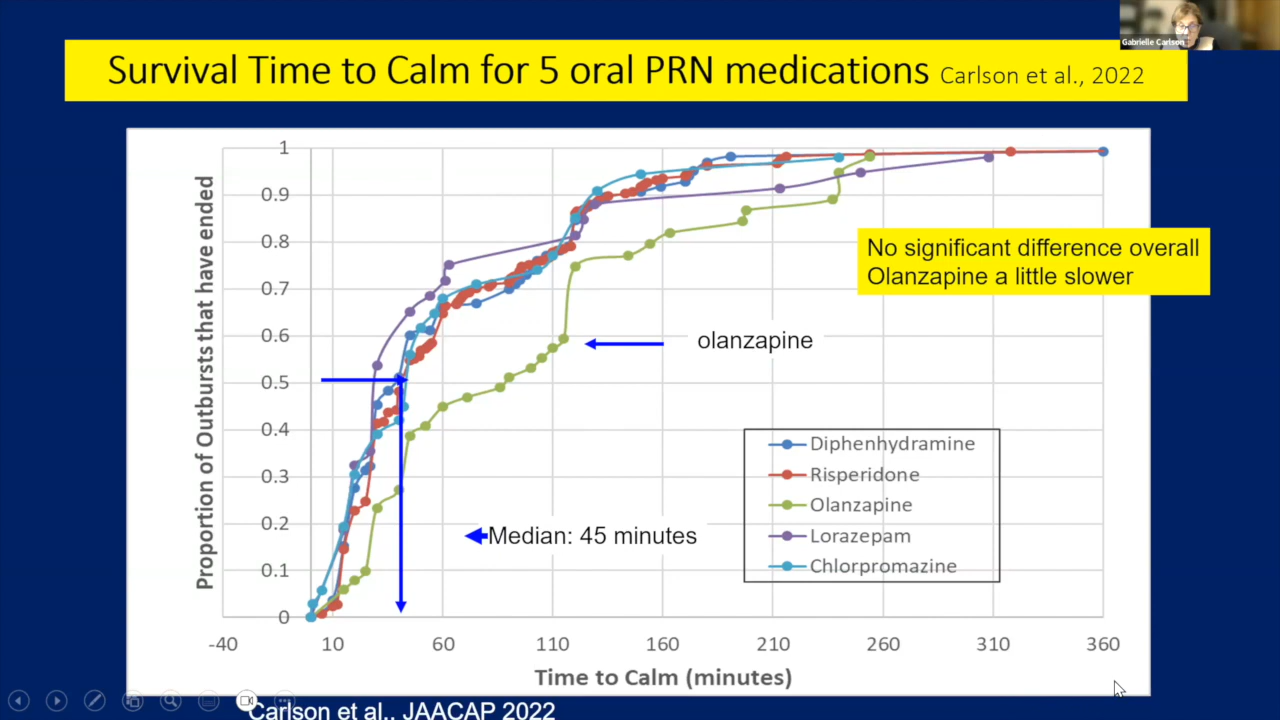 Gabrielle Carlson
Survival Time to Calm for 5 oral PRN medications Carlson et al., 2022
Proportion of Outbursts that have ended
1
0.9
0.8
0.7
0.6
0.5
0.4
0.3
0.2
0.1
0
No significant difference overall
Olanzapine a little slower
olanzapine
Median: 45 minutes
Diphenhydramine
Risperidone
Olanzapine
Lorazepam
Chlorpromazine
-40 10 60 110 160 210 260 310 360
Time to Calm (minutes)
Carlson et al., JAACAP 2022